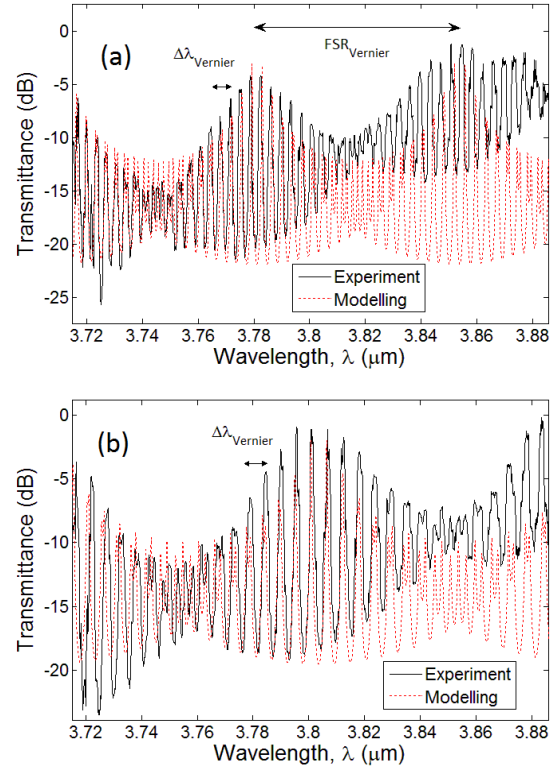 (a)
FSRVernier
ΔλVernier
0
-5
-10
-15
-20
-25
Transmittance (dB)
Experiment
Modelling
3.72 3.74 3.76 3.78 3.8 3.82 3.84 3.86 3.88
Wavelength, λ (μm)
(b)
ΔλVernier
0
-5
-10
-15
-20
Transmittance (dB)
Experiment
Modelling
3.72 3.74 3.76 3.78 3.8 3.82 3.84 3.86 3.88
Wavelength, λ (μm)